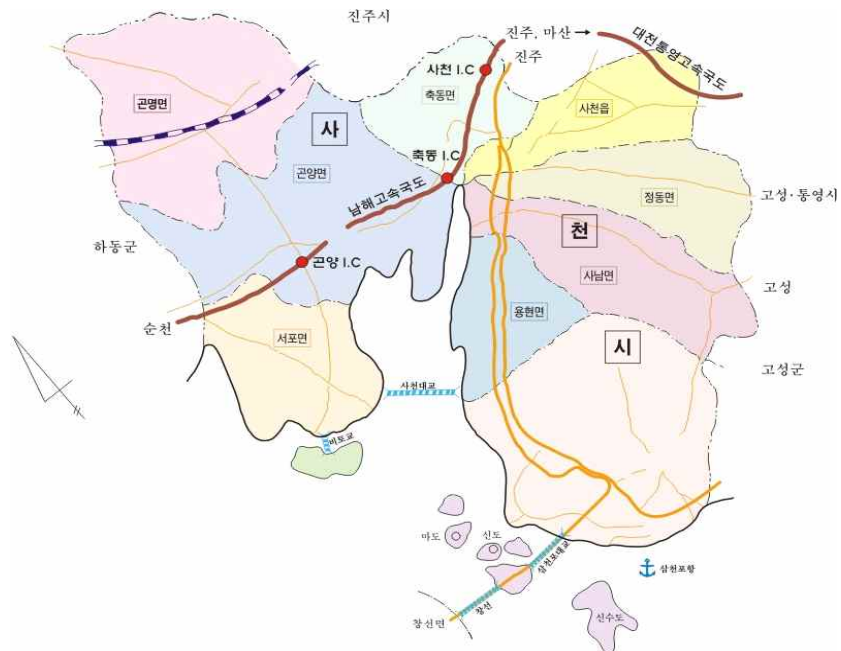 진주시
진주, 마산
대전통영고속국도
진주
사천 I.C
축동면
사천읍
곤명면
사
곤양면
축동 I.C
정동면
고성·통영시
남해고속국도
하동군
천
곤양 I.C
사남면
고성
용현면
순천
서포면
시
고성군
사천대교
비토교
마도
신도
삼천포대교
삼천포항
창선
창선면
신수도